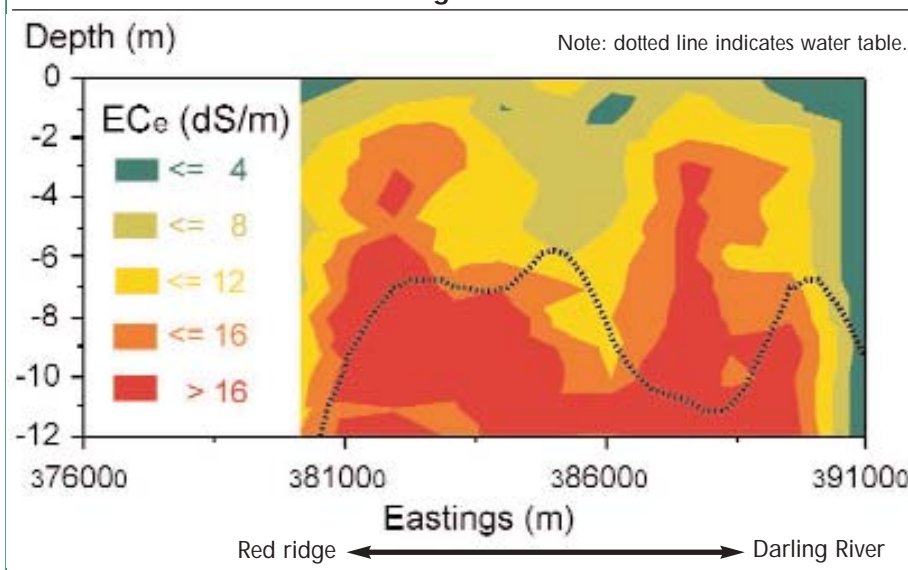 Depth (m)
Note: dotted line indicates water table.
0
-2
-4
-6
-8
-10
-12
ECe (dS/m)
<= 4
<= 8
<= 12
<= 16
> 16
376000
381000
386000
391000
Eastings (m)
Red ridge
Darling River